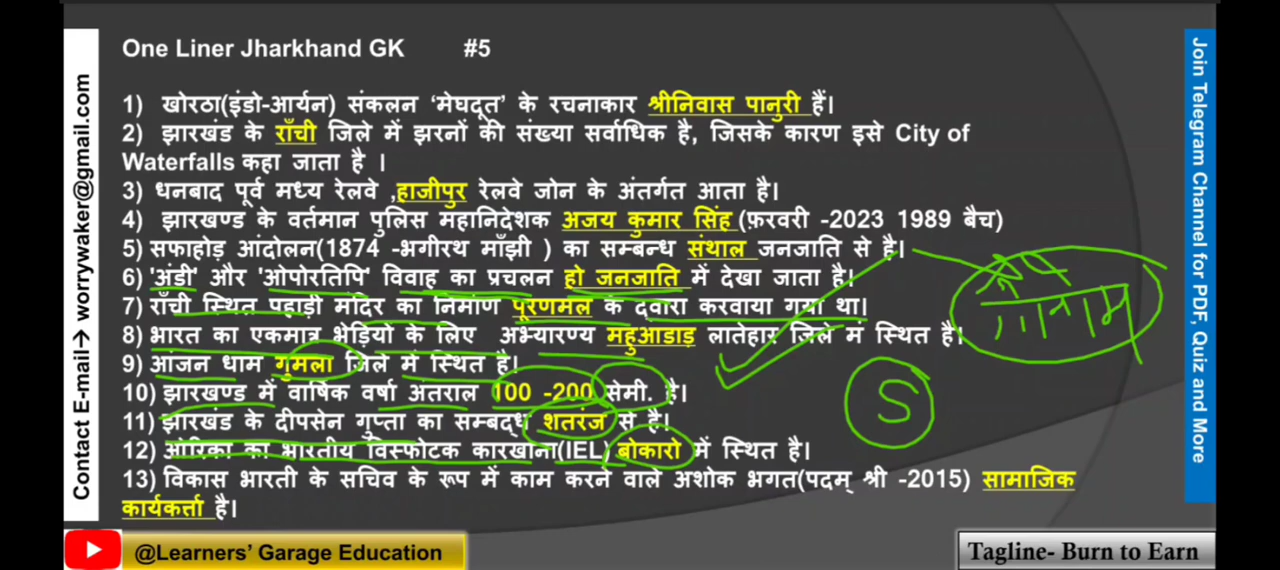 One Liner Jharkhand GK #5
1) खोरठा(इंडो-आर्यन) संकलन ‘मेघदूत’ के रचनाकार श्रीनिवास पानुरी हैं।
2) झारखंड के राँची जिले में झरनों की संख्या सर्वाधिक है, जिसके कारण इसे City of
Waterfalls कहा जाता है ।
3) धनबाद पूर्व मध्य रेलवे ,हाजीपुर रेलवे जोन के अंतर्गत आता है।
4) झारखण्ड के वर्तमान पुलिस महानिदेशक अजय कुमार सिंह(फ़रवरी -2023 1989 बैच)
5) सफाहोड़ आंदोलन(1874 -भगीरथ माँझी ) का सम्बन्ध संथाल जनजाति से है।
6) 'अंडी' और 'ओपोरतिपि' विवाह का प्रचलन हो जनजाति में देखा जाता है।
7) राँची स्थित पहाड़ी मंदिर का निर्माण पूरणमल के द्वारा करवाया गया था।
8) भारत का एकमात्र भेड़ियों के लिए अभ्यारण्य महुआडाड़ लातेहार जिले में स्थित है।
9) आंजन धाम गुमला जिले में स्थित है।
10) झारखण्ड में वार्षिक वर्षा अंतराल 100 -200 सेमी. है।
11) झारखंड के दीपसेन गुप्ता का सम्बद्ध शतरंज से है।
12) ओरिका का भारतीय विस्फोटक कारखाना(IEL) बोकारो में स्थित है।
13) विकास भारती के सचिव के रूप में काम करने वाले अशोक भगत(पदम् श्री -2015) सामाजिक
कार्यकर्त्ता है।
S
Contact E-mail→ worrywaker@gmail.com
Join Telegram Channel for PDF, Quiz and More
@Learners’ Garage Education
Tagline- Burn to Earn